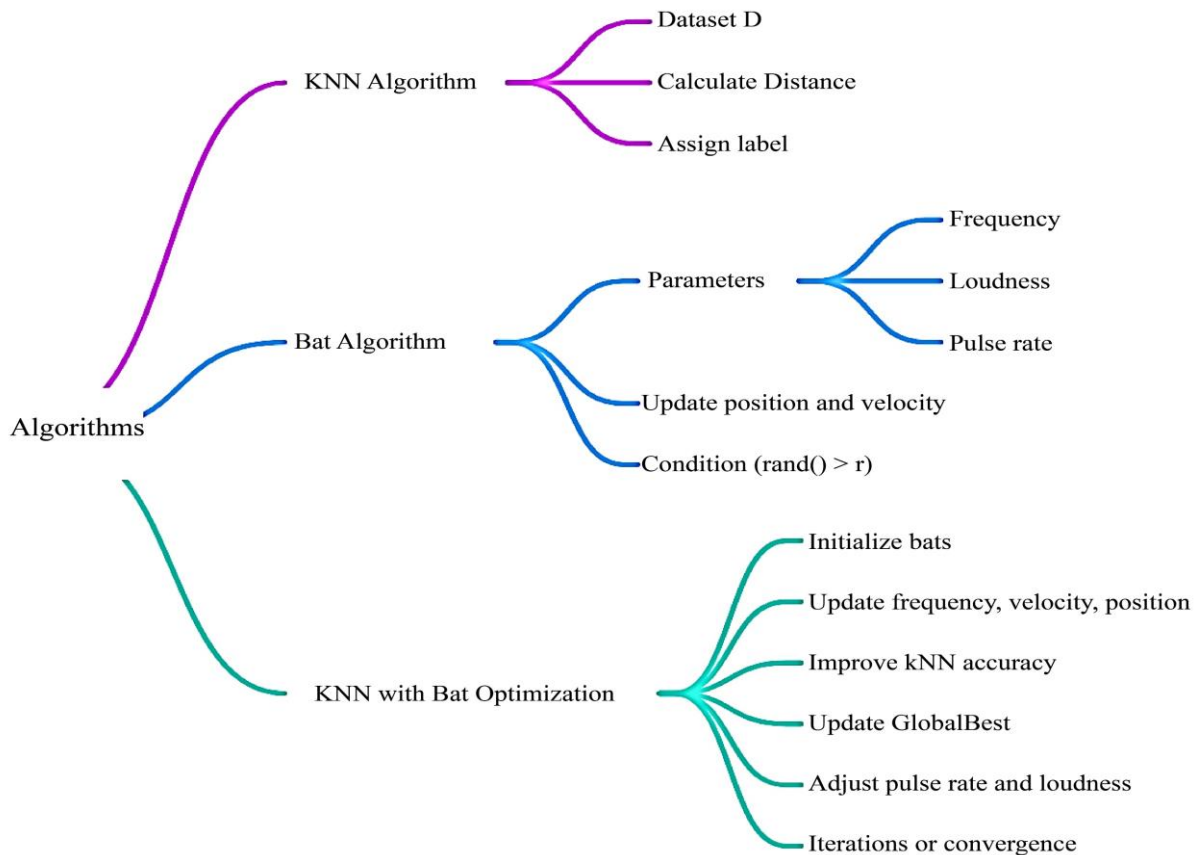 Algorithms
KNN Algorithm
Dataset D
Calculate Distance
Assign label
Bat Algorithm
Parameters
Frequency
Loudness
Pulse rate
Update position and velocity
Condition (rand() > r)
KNN with Bat Optimization
Initialize bats
Update frequency, velocity, position
Improve kNN accuracy
Update GlobalBest
Adjust pulse rate and loudness
Iterations or convergence